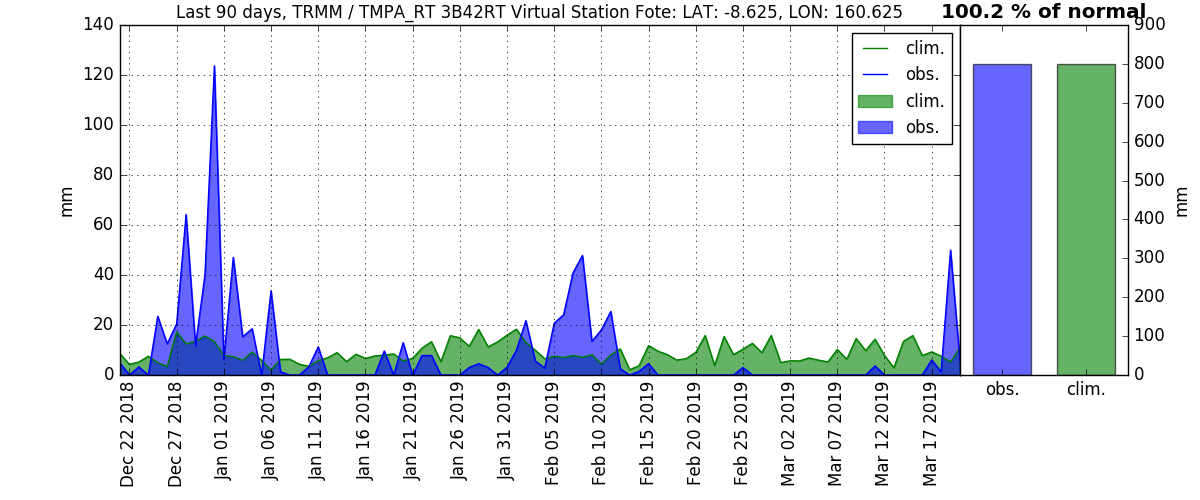 Last 90 days, TRMM / TMPA_RT 3B42RT Virtual Station Fote: LAT: -8.625, LON: 160.625
100.2 % of normal
140
120
100
80
60
40
20
0
mm
clim.
obs.
clim.
obs.
900
800
700
600
500
400
300
200
100
0
mm
Dec 22 2018
Dec 27 2018
Jan 01 2019
Jan 06 2019
Jan 11 2019
Jan 16 2019
Jan 21 2019
Jan 26 2019
Jan 31 2019
Feb 05 2019
Feb 10 2019
Feb 15 2019
Feb 20 2019
Feb 25 2019
Mar 02 2019
Mar 07 2019
Mar 12 2019
Mar 17 2019
obs.
clim.